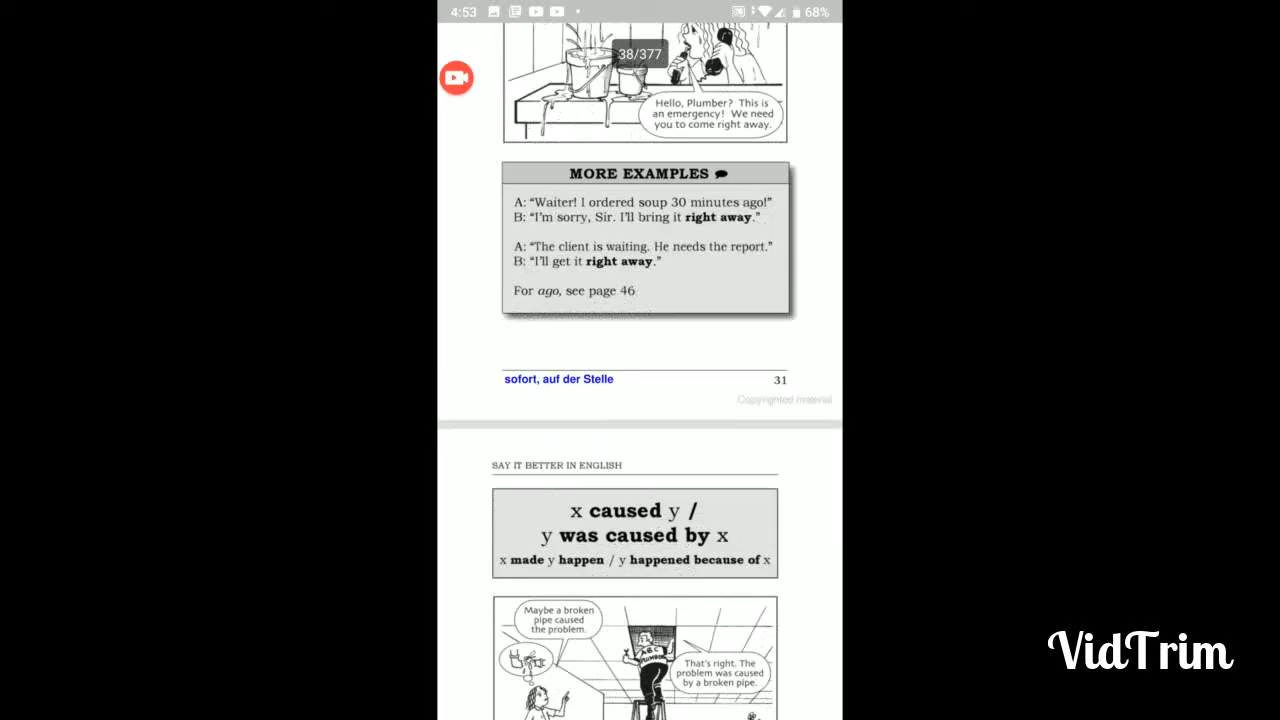 4:53
68%
38/377
Hello, Plumber? This is
an emergency! We need
you to come right away.
MORE EXAMPLES
A: “Waiter! I ordered soup 30 minutes ago!”
B: “I’m sorry, Sir. I’ll bring it right away.”
A: “The client is waiting. He needs the report.”
B: “I’ll get it right away.”
For ago, see page 46
sofort, auf der Stelle
31
Copyrighted material
SAY IT BETTER IN ENGLISH
x caused y /
y was caused by x
x made y happen / y happened because of x
Maybe a broken
pipe caused
the problem.
ABC
PLUMBING
That’s right. The
problem was caused
by a broken pipe.
VidTrim